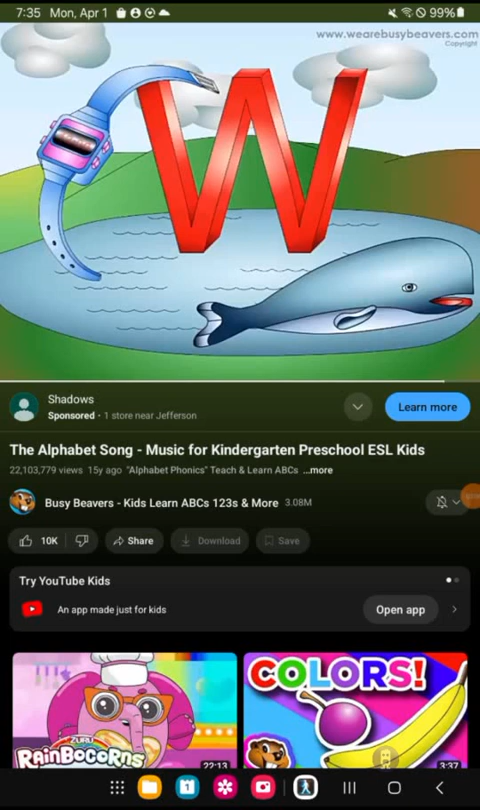 7:35 Mon, Apr 1 99%
www.wearebusybeavers.com
Copyright
W
Shadows
Sponsored · 1 store near Jefferson
Learn more
The Alphabet Song - Music for Kindergarten Preschool ESL Kids
22,103,779 views 15y ago "Alphabet Phonics" Teach & Learn ABCs ...more
Busy Beavers - Kids Learn ABCs 123s & More 3.08M
10K Share Download Save
Try YouTube Kids
An app made just for kids
Open app
COLORS!
ZURU
RAINBOCORNS
22:13
3:37
1